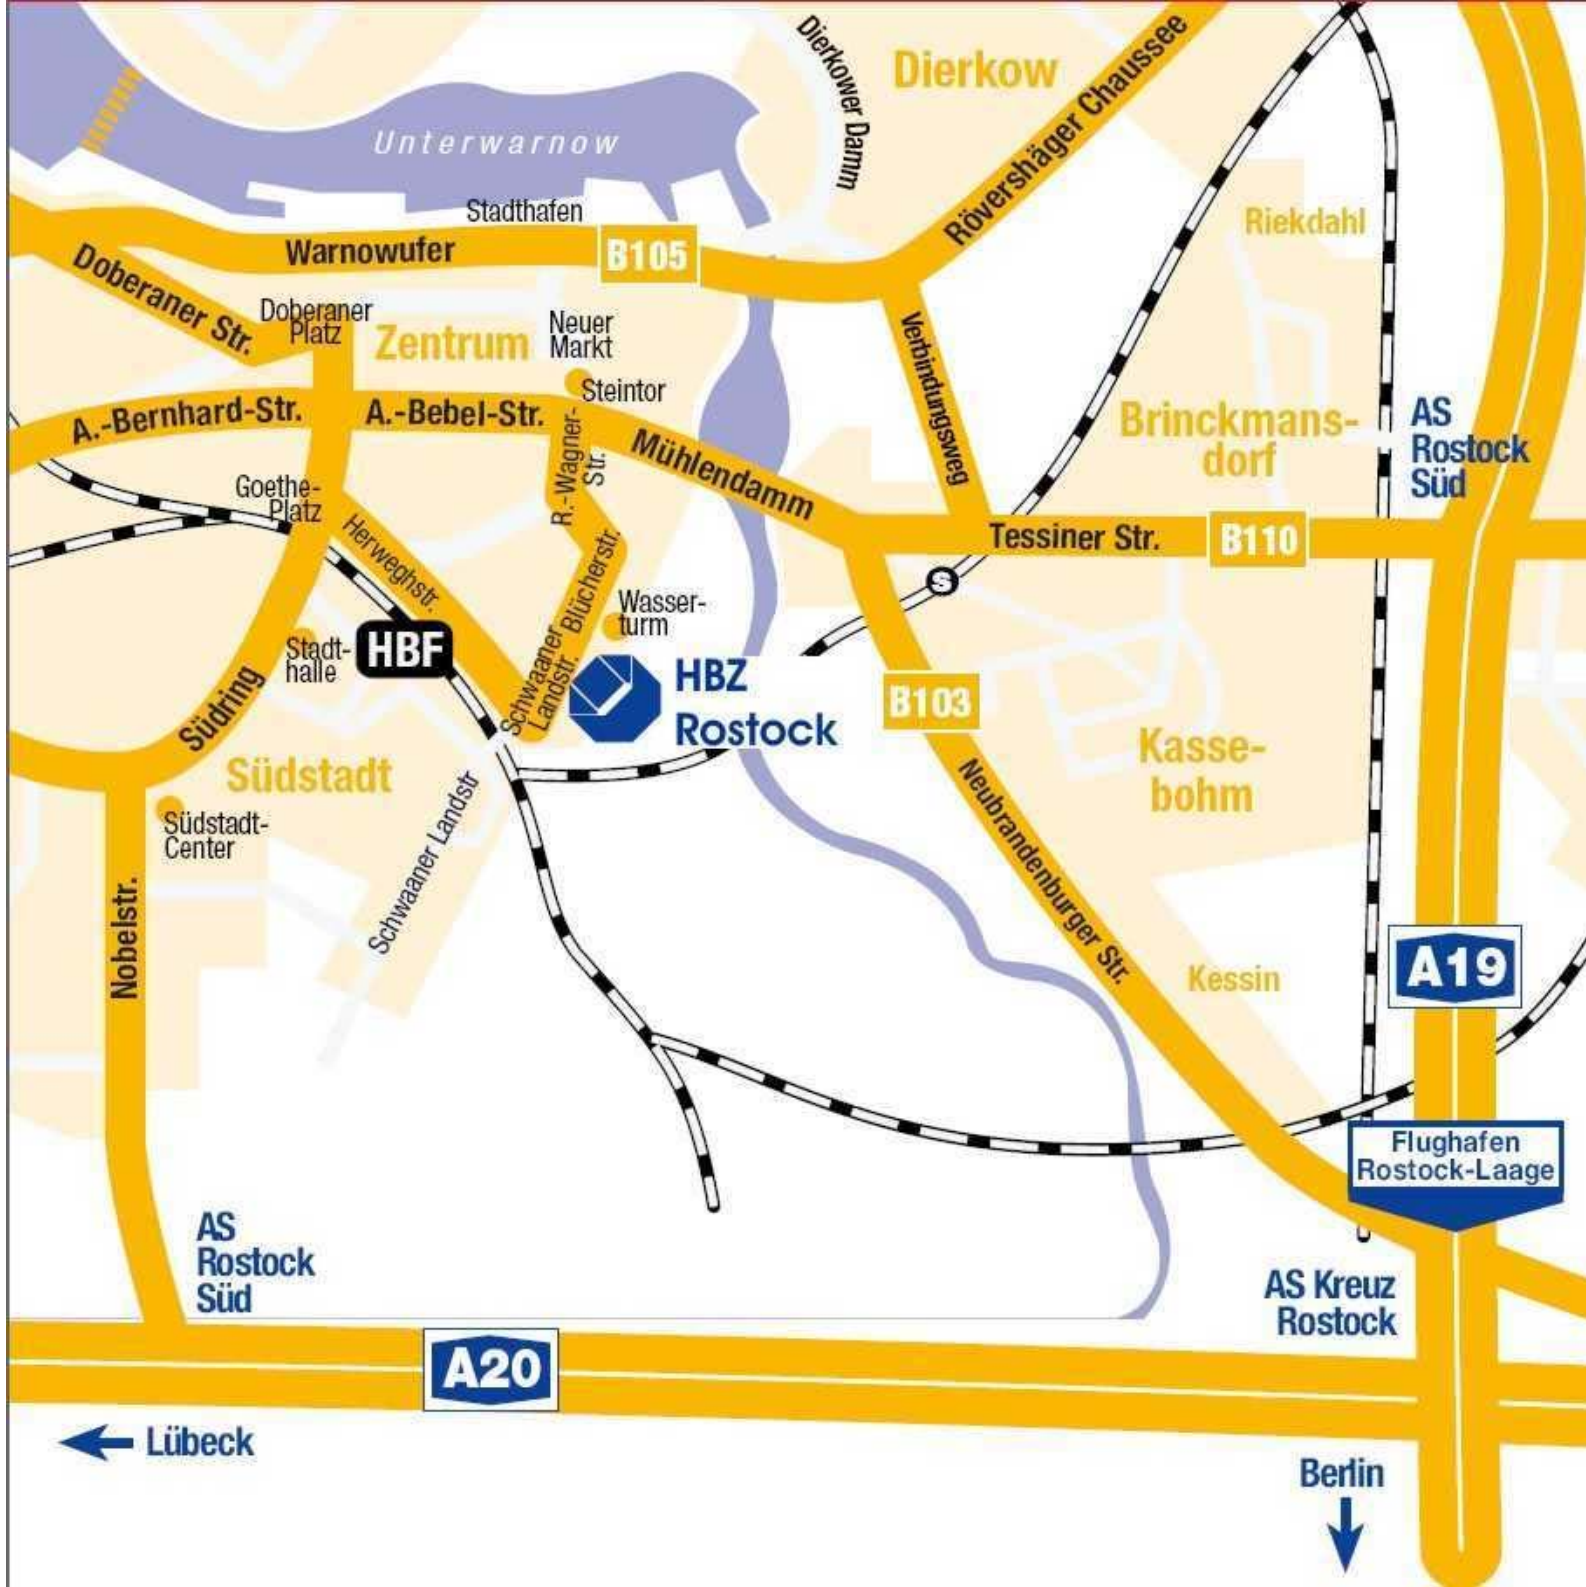 Dierkower Damm
Dierkow
Rövershäger Chaussee
Unterwarnow
Stadthafen
Riekdahl
Warnowufer
B105
Doberaner Str.
Doberaner
Platz
Zentrum
Neuer
Markt
Steintor
Verbindungsweg
A.-Bernhard-Str.
A.-Bebel-Str.
R.-Wagner-
Str.
Mühlendamm
Brinckmans-
dorf
AS
Rostock
Süd
Goethe-
Platz
Herweghstr.
Blücherstr.
Tessiner Str.
B110
S
Wasser-
turm
Stadt-
halle
HBF
Schwaaner
Landstr.
HBZ
Rostock
B103
Südring
Südstadt
Kasse-
bohm
Südstadt-
Center
Schwaaner Landstr
Neubrandenburger Str.
Nobelstr.
Kessin
A19
Flughafen
Rostock-Laage
AS
Rostock
Süd
AS Kreuz
Rostock
A20
Lübeck
Berlin